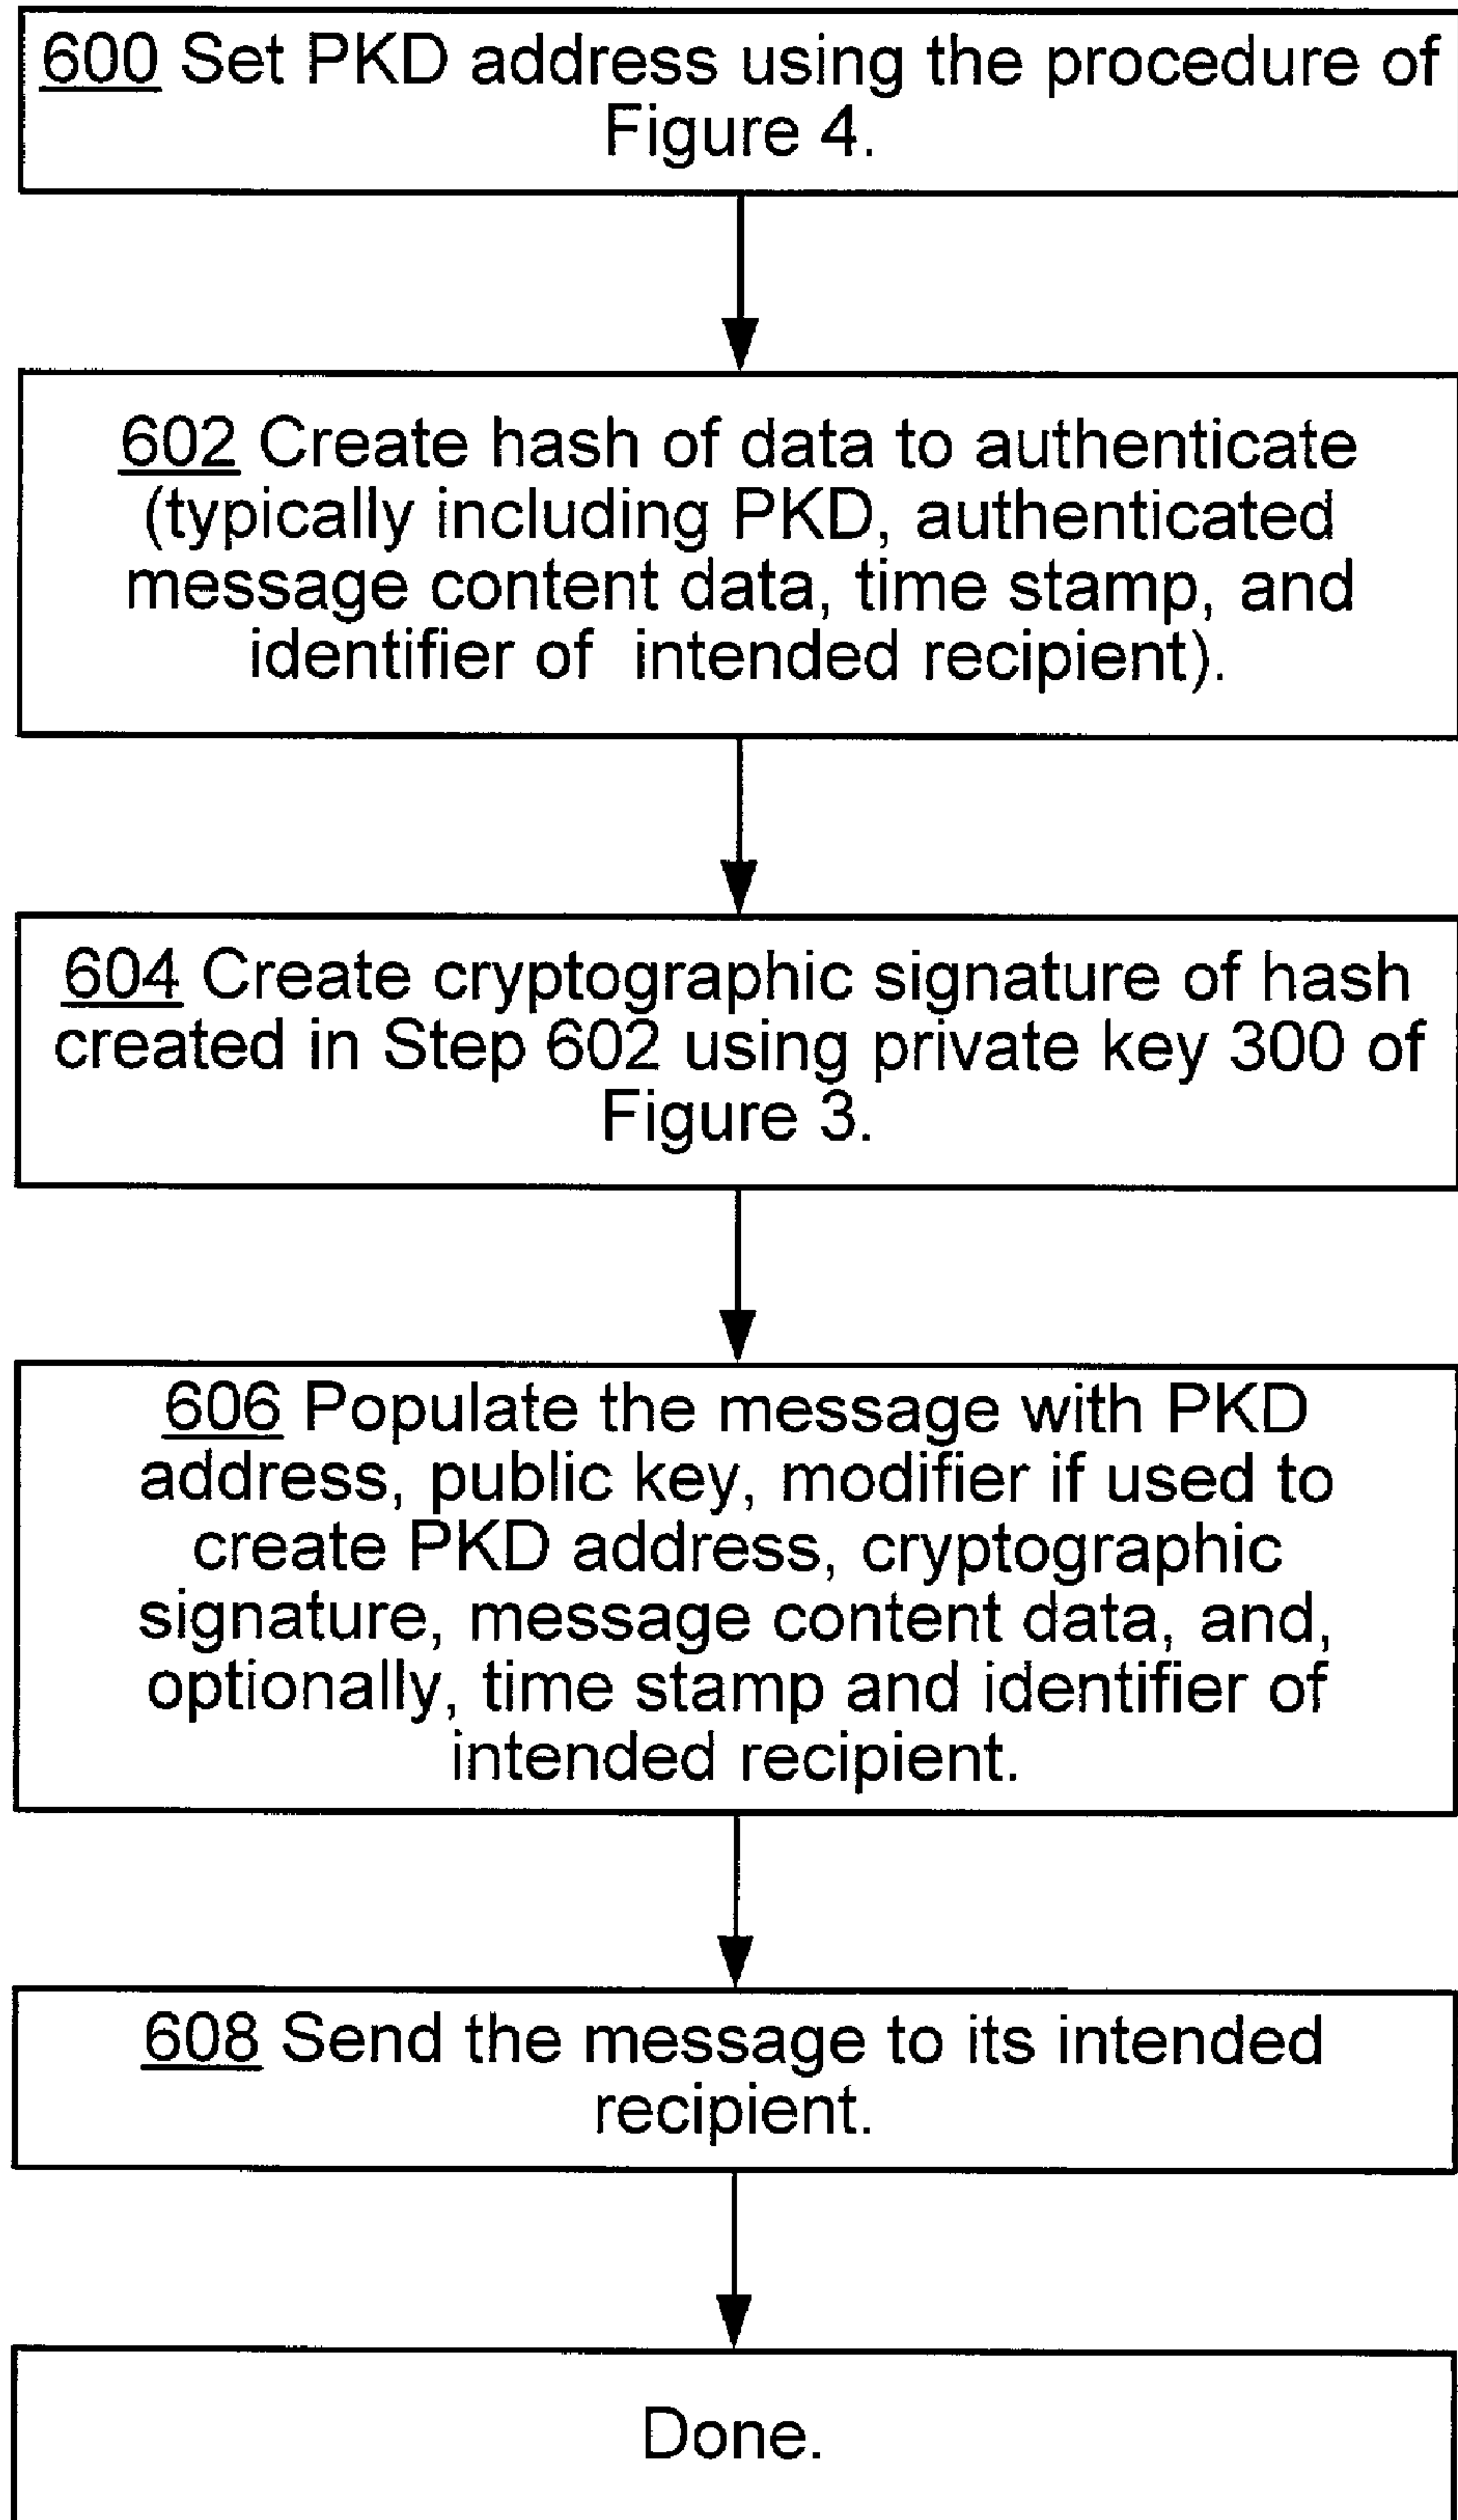 600 Set PKD address using the procedure of
Figure 4.
602 Create hash of data to authenticate
(typically including PKD, authenticated
message content data, time stamp, and
identifier of intended recipient).
604 Create cryptographic signature of hash
created in Step 602 using private key 300 of
Figure 3.
606 Populate the message with PKD
address, public key, modifier if used to
create PKD address, cryptographic
signature, message content data, and,
optionally, time stamp and identifier of
intended recipient.
608 Send the message to its intended
recipient.
Done.